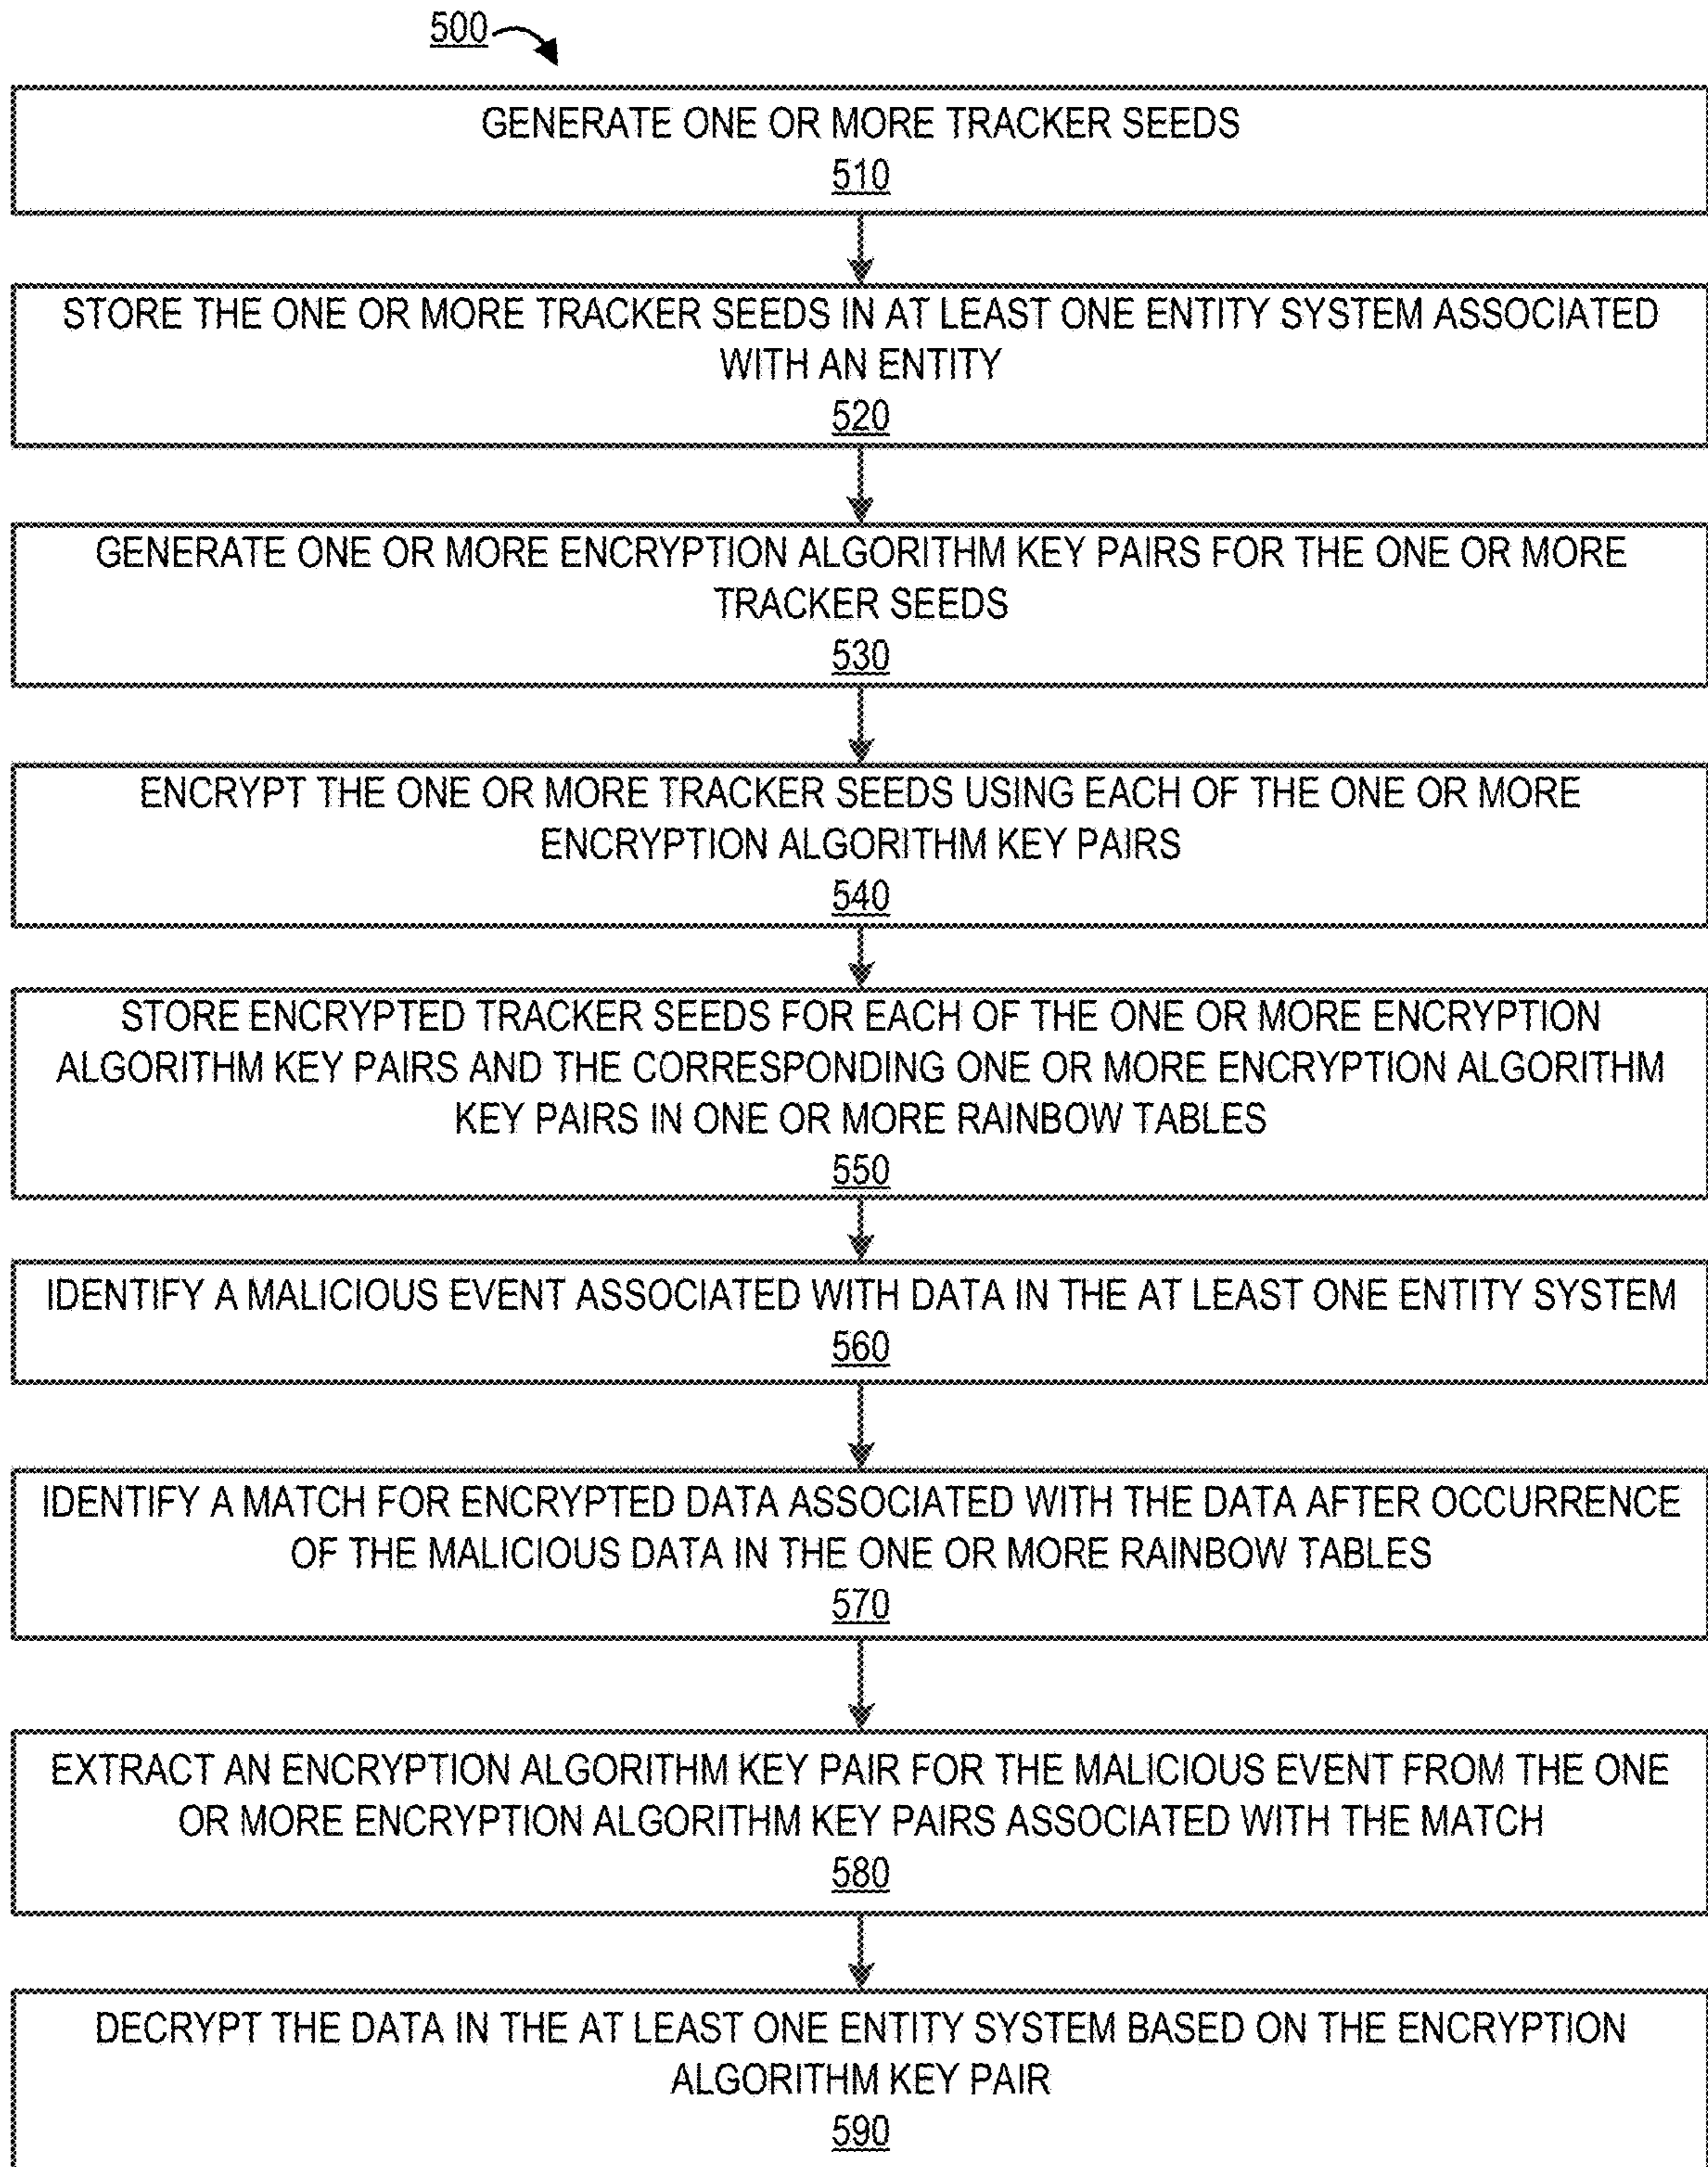 500
GENERATE ONE OR MORE TRACKER SEEDS
510
STORE THE ONE OR MORE TRACKER SEEDS IN AT LEAST ONE ENTITY SYSTEM ASSOCIATED
WITH AN ENTITY
520
GENERATE ONE OR MORE ENCRYPTION ALGORITHM KEY PAIRS FOR THE ONE OR MORE
TRACKER SEEDS
530
ENCRYPT THE ONE OR MORE TRACKER SEEDS USING EACH OF THE ONE OR MORE
ENCRYPTION ALGORITHM KEY PAIRS
540
STORE ENCRYPTED TRACKER SEEDS FOR EACH OF THE ONE OR MORE ENCRYPTION
ALGORITHM KEY PAIRS AND THE CORRESPONDING ONE OR MORE ENCRYPTION ALGORITHM
KEY PAIRS IN ONE OR MORE RAINBOW TABLES
550
IDENTIFY A MALICIOUS EVENT ASSOCIATED WITH DATA IN THE AT LEAST ONE ENTITY SYSTEM
560
IDENTIFY A MATCH FOR ENCRYPTED DATA ASSOCIATED WITH THE DATA AFTER OCCURRENCE
OF THE MALICIOUS DATA IN THE ONE OR MORE RAINBOW TABLES
570
EXTRACT AN ENCRYPTION ALGORITHM KEY PAIR FOR THE MALICIOUS EVENT FROM THE ONE
OR MORE ENCRYPTION ALGORITHM KEY PAIRS ASSOCIATED WITH THE MATCH
580
DECRYPT THE DATA IN THE AT LEAST ONE ENTITY SYSTEM BASED ON THE ENCRYPTION
ALGORITHM KEY PAIR
590